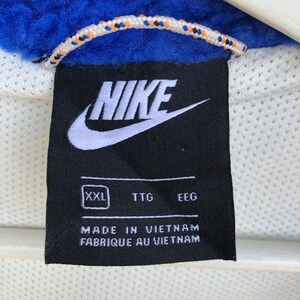 NIKE
XXL TTG EEG
MADE IN VIETNAM
FABRIQUE AU VIETNAM